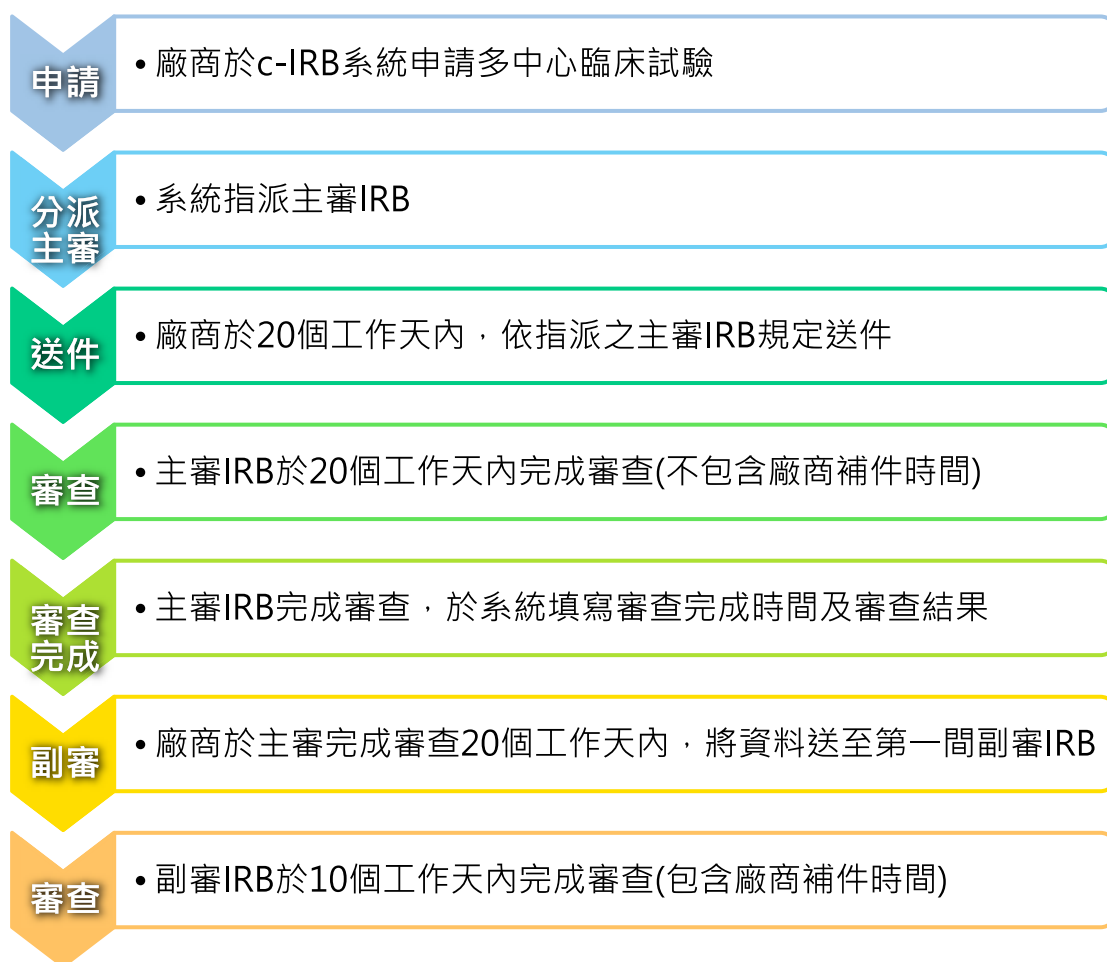 申請
• 廠商於c-IRB系統申請多中心臨床試驗
分派
主審
• 系統指派主審IRB
送件
• 廠商於20個工作天內，依指派之主審IRB規定送件
審查
• 主審IRB於20個工作天內完成審查(不包含廠商補件時間)
審查
完成
• 主審IRB完成審查，於系統填寫審查完成時間及審查結果
副審
• 廠商於主審完成審查20個工作天內，將資料送至第一間副審IRB
審查
• 副審IRB於10個工作天內完成審查(包含廠商補件時間)